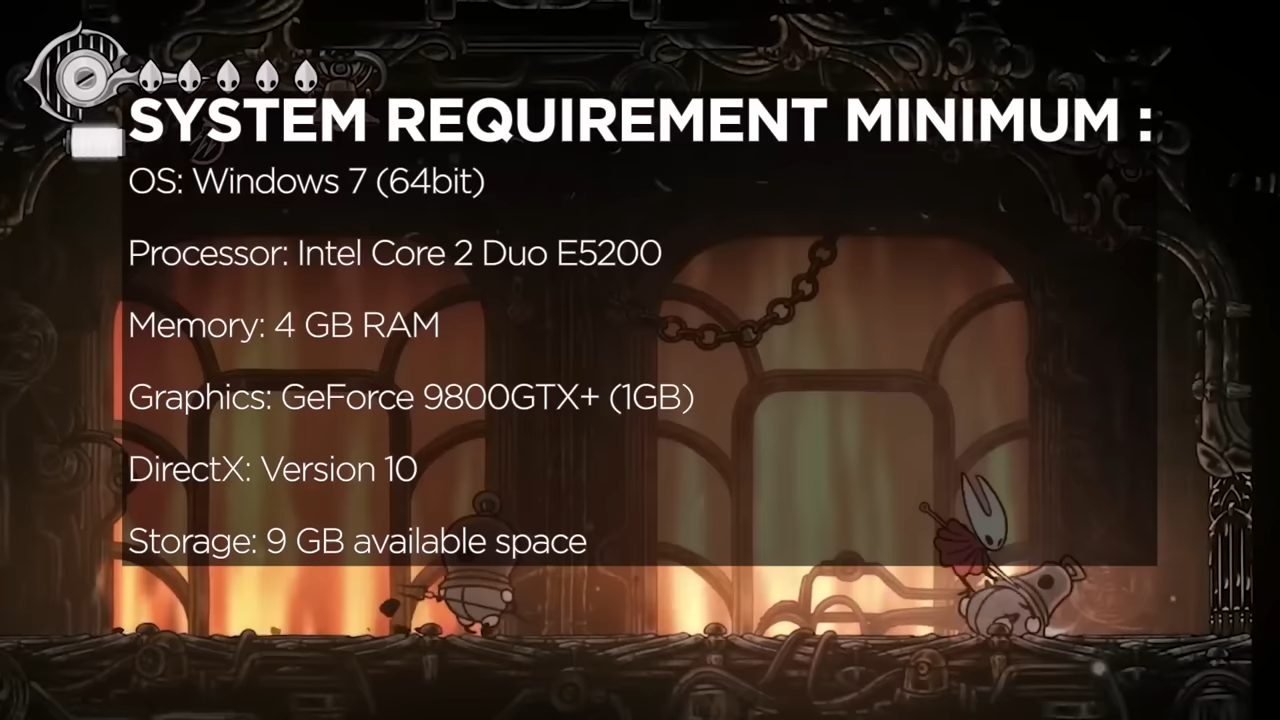 SYSTEM REQUIREMENT MINIMUM :
OS: Windows 7 (64bit)
Processor: Intel Core 2 Duo E5200
Memory: 4 GB RAM
Graphics: GeForce 9800GTX+ (1GB)
DirectX: Version 10
Storage: 9 GB available space